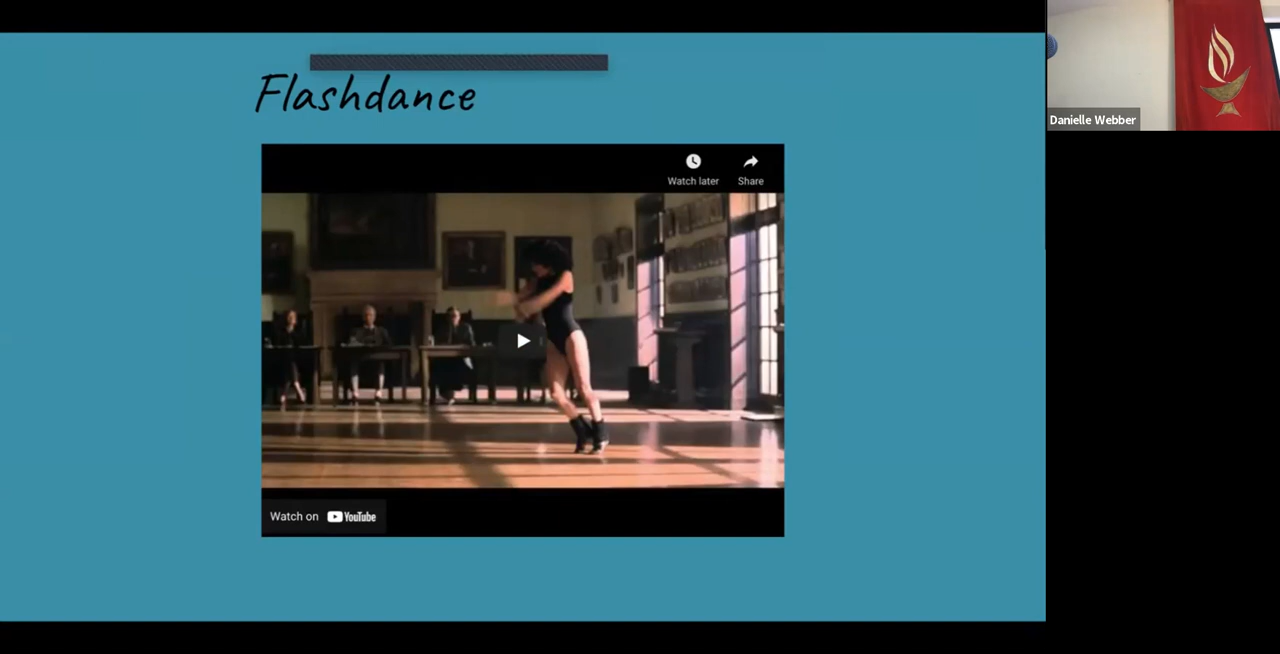 Flashdance
Watch later
Share
Watch on YouTube
Danielle Webber